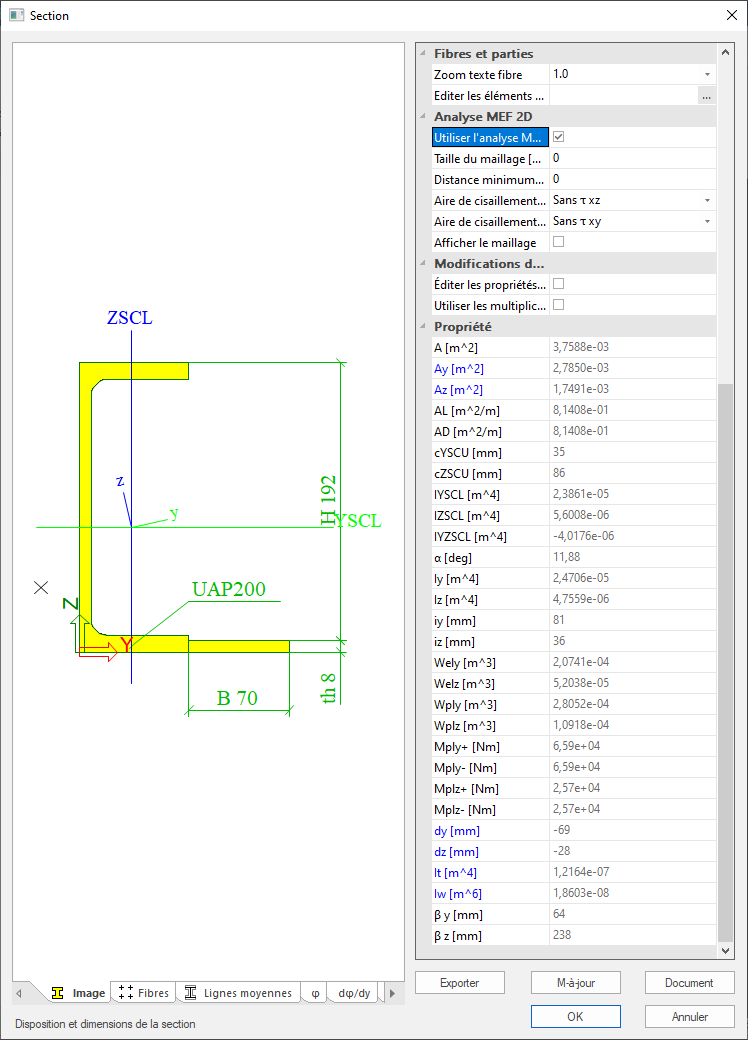 Section
ZSCL
z
y
H 192
YSCL
UAP200
Z
Y
B 70
th 8
Image
Fibres
Lignes moyennes
φ
dφ/dy
Disposition et dimensions de la section
Fibres et parties
Zoom texte fibre 1.0
Editer les éléments ... ...
Analyse MEF 2D
Utiliser l'analyse M...
Taille du maillage [... 0
Distance minimum... 0
Aire de cisaillement... Sans τ xz
Aire de cisaillement... Sans τ xy
Afficher le maillage
Modifications d...
Éditer les propriétés...
Utiliser les multiplic...
Propriété
A [m^2] 3,7588e-03
Ay [m^2] 2,7850e-03
Az [m^2] 1,7491e-03
AL [m^2/m] 8,1408e-01
AD [m^2/m] 8,1408e-01
cYSCU [mm] 35
cZSCU [mm] 86
IYSCL [m^4] 2,3861e-05
IZSCL [m^4] 5,6008e-06
IYZSCL [m^4] -4,0176e-06
α [deg] 11,88
Iy [m^4] 2,4706e-05
Iz [m^4] 4,7559e-06
iy [mm] 81
iz [mm] 36
Wely [m^3] 2,0741e-04
Welz [m^3] 5,2038e-05
Wply [m^3] 2,8052e-04
Wplz [m^3] 1,0918e-04
Mply+ [Nm] 6,59e+04
Mply- [Nm] 6,59e+04
Mplz+ [Nm] 2,57e+04
Mplz- [Nm] 2,57e+04
dy [mm] -69
dz [mm] -28
It [m^4] 1,2164e-07
Iw [m^6] 1,8603e-08
β y [mm] 64
β z [mm] 238
Exporter
M-à-jour
Document
OK
Annuler